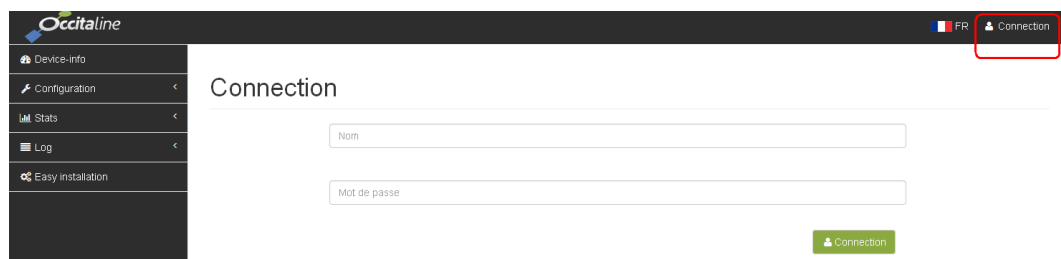 Occitaline
FR Connection
Device-info
Configuration
Stats
Log
Easy installation
Connection
Nom
Mot de passe
Connection